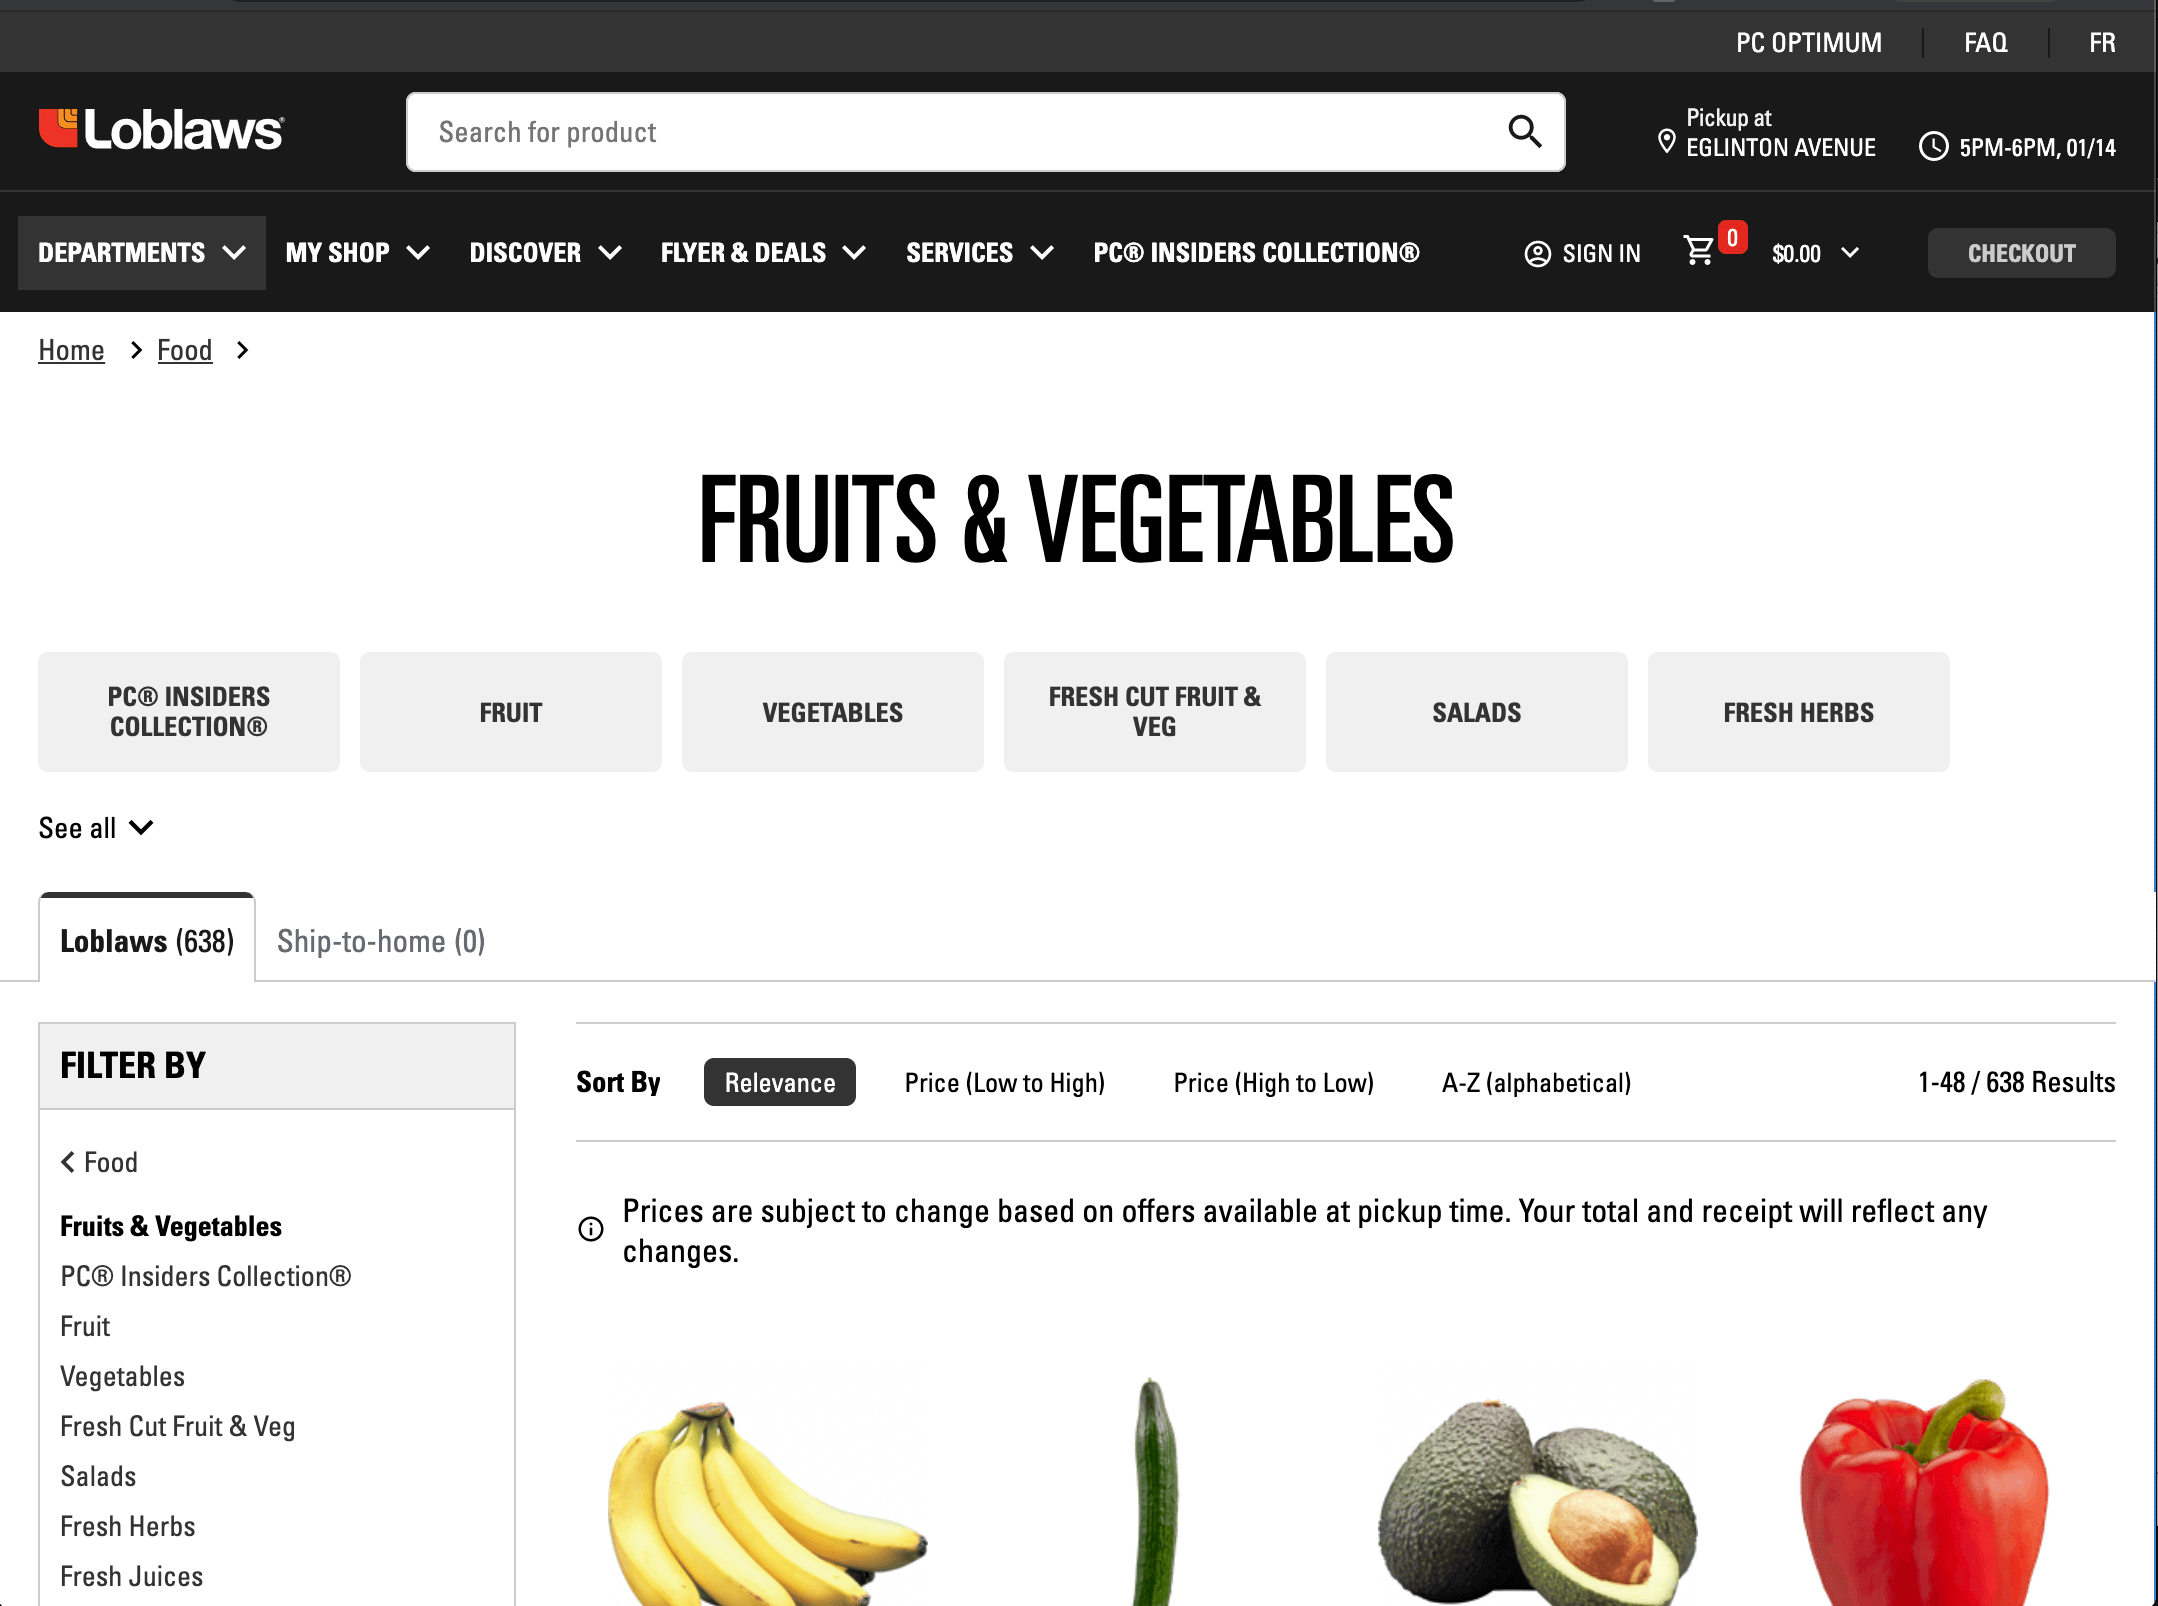 PC OPTIMUM
FAQ
FR
Loblaws®
Search for product
Pickup at
EGLINTON AVENUE
5PM-6PM, 01/14
DEPARTMENTS
MY SHOP
DISCOVER
FLYER & DEALS
SERVICES
PC® INSIDERS COLLECTION®
SIGN IN
0
$0.00
CHECKOUT
Home
Food
FRUITS & VEGETABLES
PC® INSIDERS
COLLECTION®
FRUIT
VEGETABLES
FRESH CUT FRUIT &
VEG
SALADS
FRESH HERBS
See all
Loblaws (638)
Ship-to-home (0)
FILTER BY
Food
Fruits & Vegetables
PC® Insiders Collection®
Fruit
Vegetables
Fresh Cut Fruit & Veg
Salads
Fresh Herbs
Fresh Juices
Sort By
Relevance
Price (Low to High)
Price (High to Low)
A-Z (alphabetical)
1-48 / 638 Results
Prices are subject to change based on offers available at pickup time. Your total and receipt will reflect any
changes.